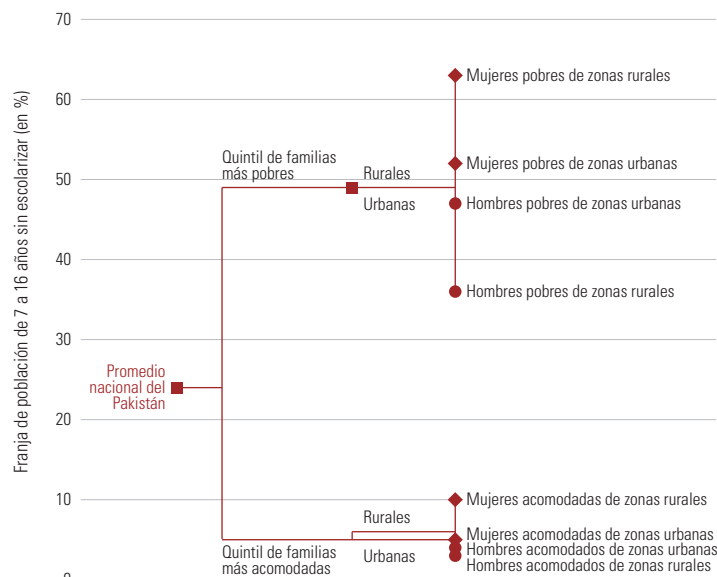 70
60
50
40
30
20
10
Franja de población de 7 a 16 años sin escolarizar (en %)
Promedio
nacional del
Pakistán
Quintil de familias
más pobres
Rurales
Urbanas
Mujeres pobres de zonas rurales
Mujeres pobres de zonas urbanas
Hombres pobres de zonas urbanas
Hombres pobres de zonas rurales
Rurales
Quintil de familias
más acomodadas
Urbanas
Mujeres acomodadas de zonas rurales
Mujeres acomodadas de zonas urbanas
Hombres acomodados de zonas urbanas
Hombres acomodados de zonas rurales